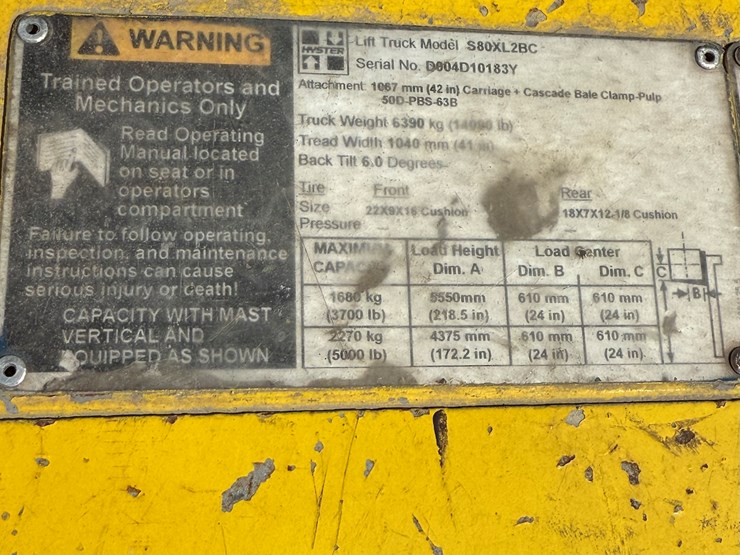 WARNING
Trained Operators and
Mechanics Only
Read Operating
Manual located
on seat or in
operators
compartment
Failure to follow operating,
inspection, and maintenance
instructions can cause
serious injury or death!
CAPACITY WITH MAST
VERTICAL AND
EQUIPPED AS SHOWN
HYSTER
Lift Truck Model S80XL2BC
Serial No. D004D10183Y
Attachment: 1067 mm (42 in) Carriage + Cascade Bale Clamp-Pulp
50D-PBS-63B
Truck Weight 6390 kg (14090 lb)
Tread Width 1040 mm (41 in)
Back Tilt 6.0 Degrees
Tire Front Rear
Size 22X9X16 Cushion 18X7X12-1/8 Cushion
Pressure
MAXIMUM Load Height Load Center
CAPACITY Dim. A Dim. B Dim. C
1680 kg 5550mm 610 mm 610 mm
(3700 lb) (218.5 in) (24 in) (24 in)
2270 kg 4375 mm 610 mm 610 mm
(5000 lb) (172.2 in) (24 in) (24 in)
C
B